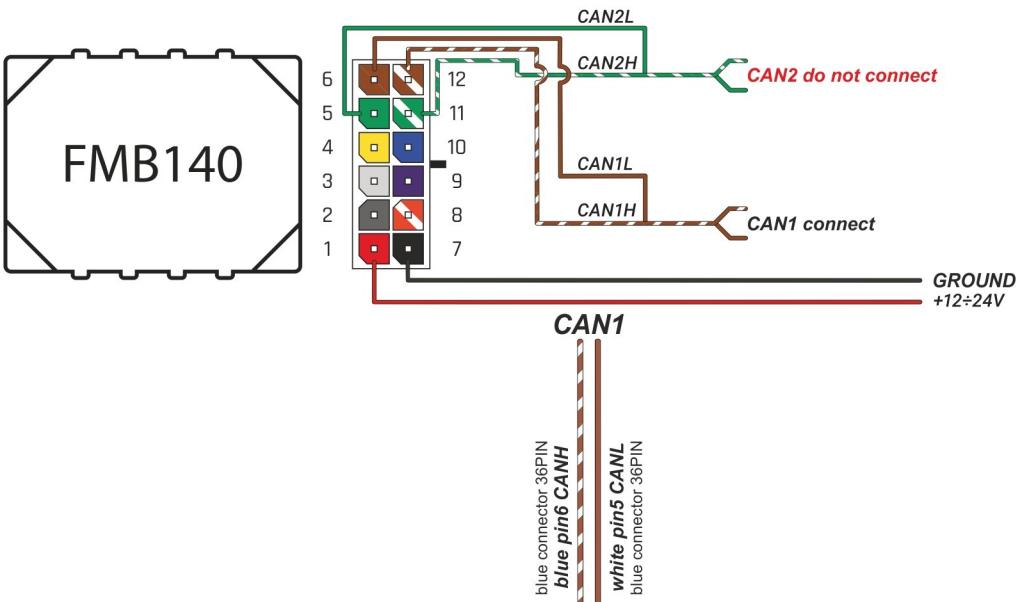 CAN2L
CAN2H
CAN2 do not connect
FMB140
6 12
5 11
4 10
3 9
2 8
1 7
CAN1L
CAN1H
CAN1 connect
GROUND
+12÷24V
CAN1
blue connector 36PIN
blue pin6 CANH
white pin5 CANL
blue connector 36PIN